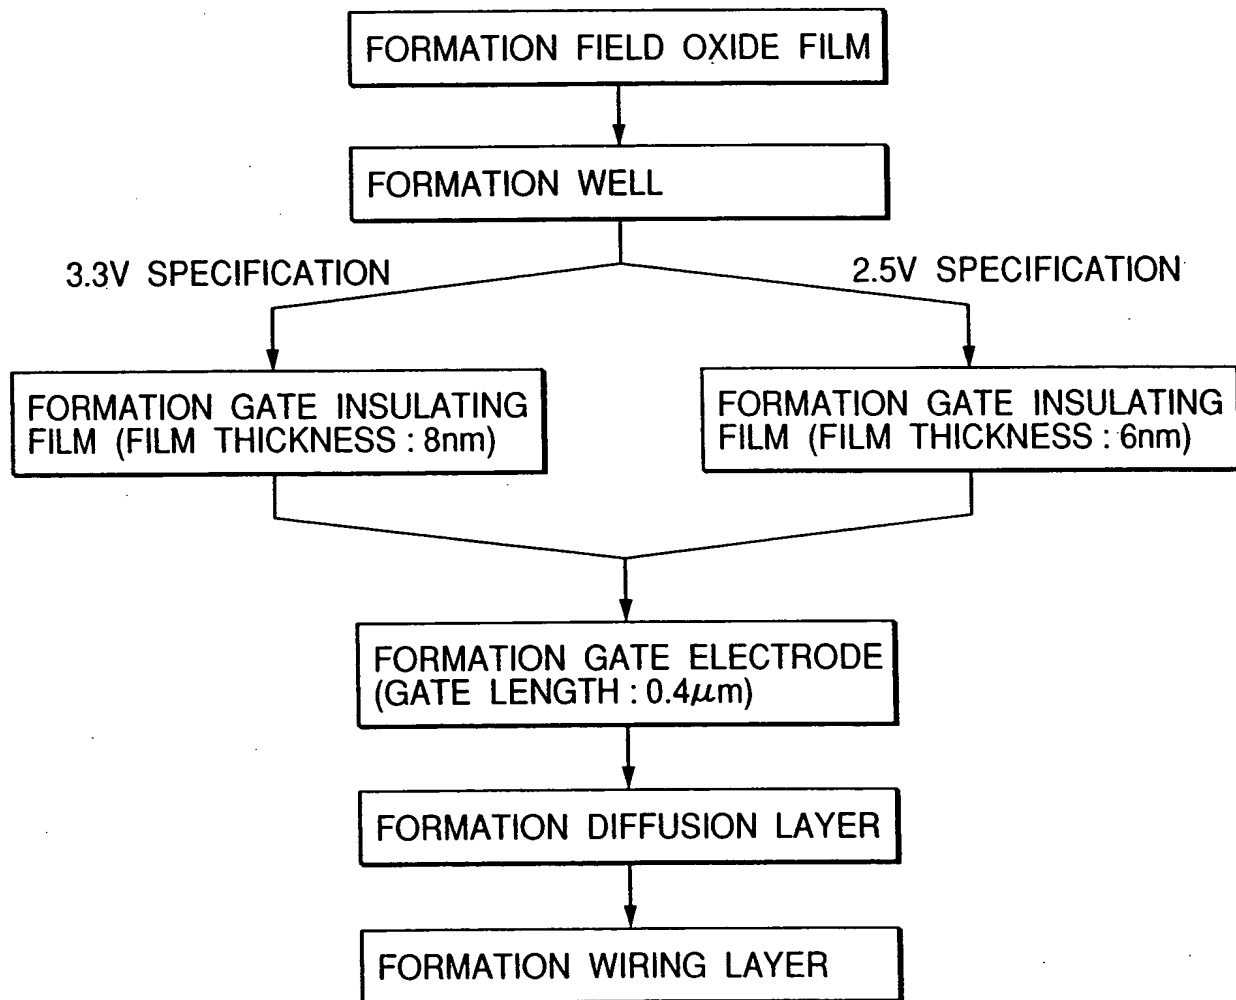 FORMATION FIELD OXIDE FILM
FORMATION WELL
3.3V SPECIFICATION
2.5V SPECIFICATION
FORMATION GATE INSULATING
FILM (FILM THICKNESS : 8nm)
FORMATION GATE INSULATING
FILM (FILM THICKNESS : 6nm)
FORMATION GATE ELECTRODE
(GATE LENGTH : 0.4μm)
FORMATION DIFFUSION LAYER
FORMATION WIRING LAYER